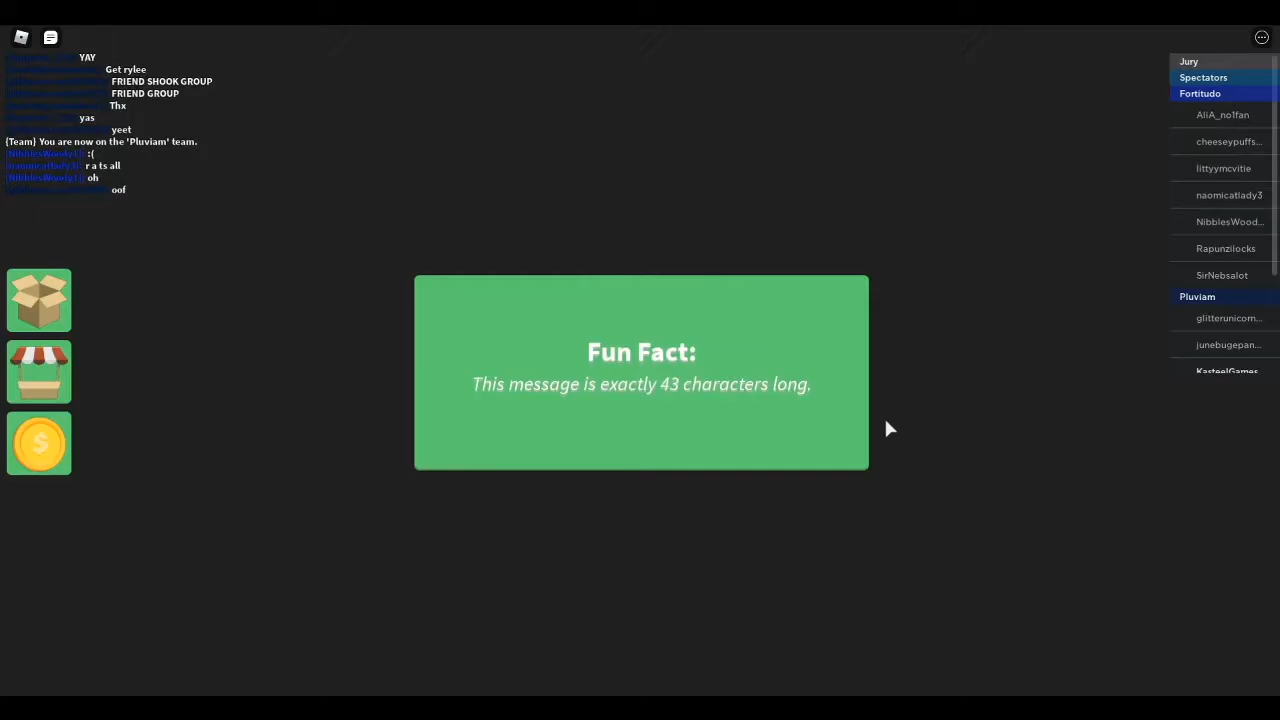 YAY
Get rylee
FRIEND SHOOK GROUP
FRIEND GROUP
Thx
yas
yeet
{Team} You are now on the 'Pluviam' team.
:(
[naomicatlady3]: r a ts all
oh
oof
Jury
Spectators
Fortitudo
AliA_no1fan
cheeseypuffs...
littyymcvitie
naomicatlady3
NibblesWood...
Rapunzilocks
SirNebsalot
Pluviam
glitterunicorn...
junebugepan...
KasteelGames
Fun Fact:
This message is exactly 43 characters long.